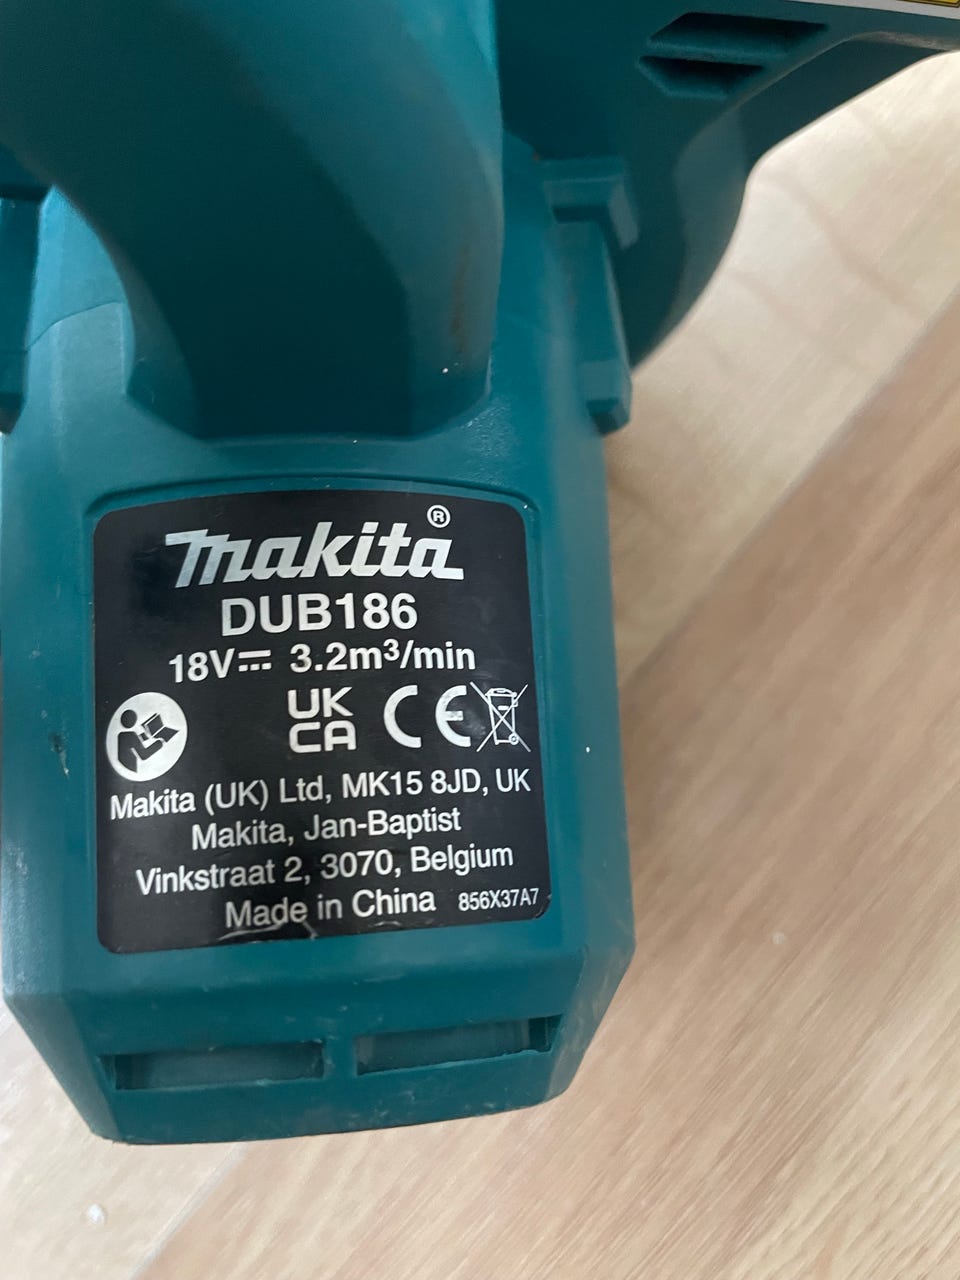 makita®
DUB186
18V⎓ 3.2m³/min
UK
CA
CE
Makita (UK) Ltd, MK15 8JD, UK
Makita, Jan-Baptist
Vinkstraat 2, 3070, Belgium
Made in China 856X37A7